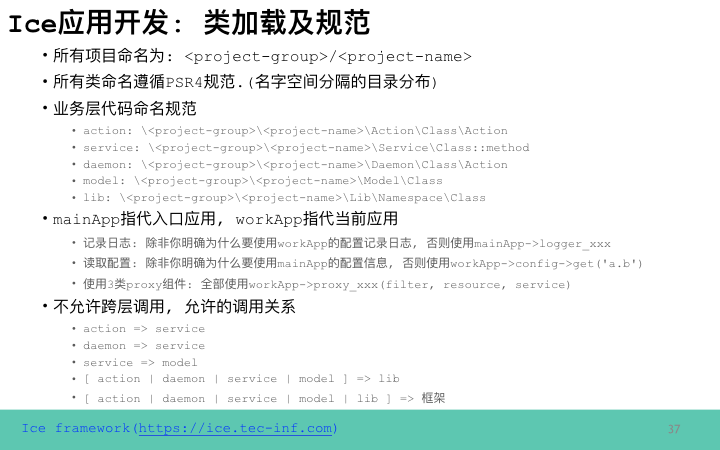 Ice应用开发: 类加载及规范
• 所有项目命名为: <project-group>/<project-name>
• 所有类命名遵循PSR4规范.(名字空间分隔的目录分布)
• 业务层代码命名规范
• action: \<project-group>\<project-name>\Action\Class\Action
• service: \<project-group>\<project-name>\Service\Class::method
• daemon: \<project-group>\<project-name>\Daemon\Class\Action
• model: \<project-group>\<project-name>\Model\Class
• lib: \<project-group>\<project-name>\Lib\Namespace\Class
• mainApp指代入口应用, workApp指代当前应用
• 记录日志: 除非你明确为什么要使用workApp的配置记录日志, 否则使用mainApp->logger_xxx
• 读取配置: 除非你明确为什么要使用mainApp的配置信息, 否则使用workApp->config->get('a.b')
• 使用3类proxy组件: 全部使用workApp->proxy_xxx(filter, resource, service)
• 不允许跨层调用, 允许的调用关系
• action => service
• daemon => service
• service => model
• [ action | daemon | service | model ] => lib
• [ action | daemon | service | model | lib ] => 框架
Ice framework(https://ice.tec-inf.com)
37